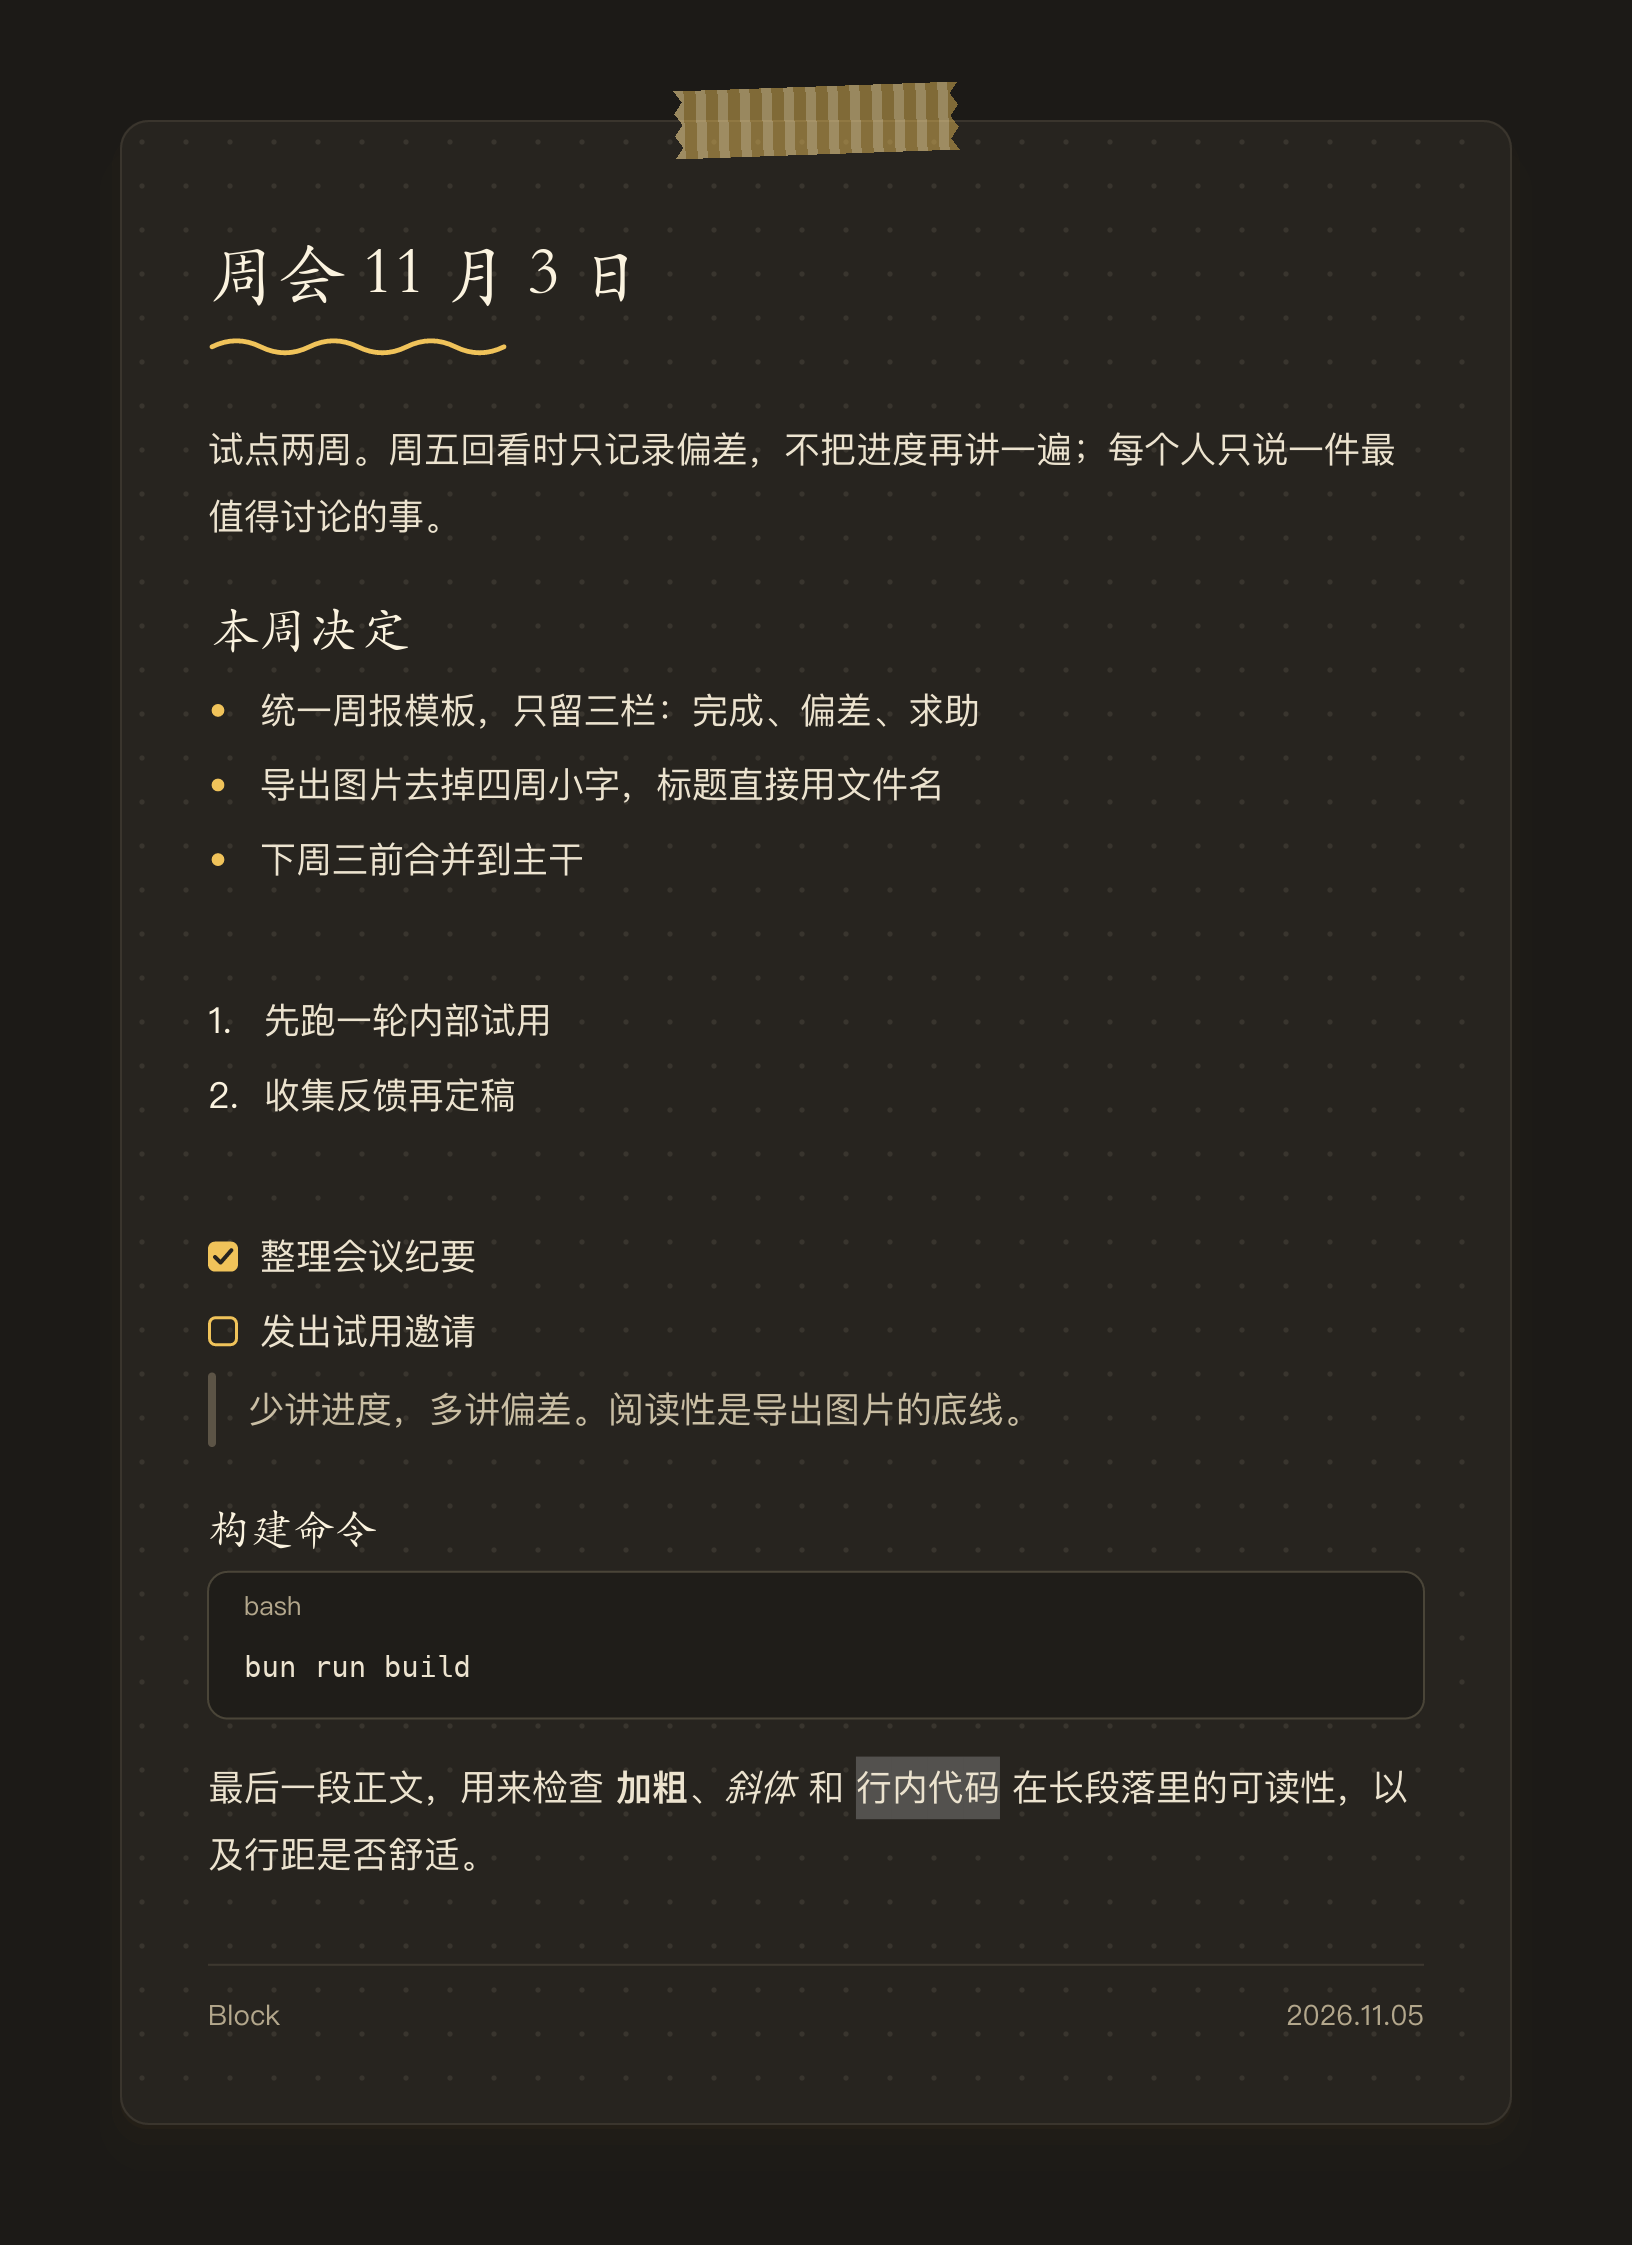 周会 11 月 3 日
试点两周。周五回看时只记录偏差，不把进度再讲一遍；每个人只说一件最
值得讨论的事。
本周决定
• 统一周报模板，只留三栏：完成、偏差、求助
• 导出图片去掉四周小字，标题直接用文件名
• 下周三前合并到主干
1. 先跑一轮内部试用
2. 收集反馈再定稿
整理会议纪要
发出试用邀请
少讲进度，多讲偏差。阅读性是导出图片的底线。
构建命令
bash
bun run build
最后一段正文，用来检查 加粗、斜体 和 行内代码 在长段落里的可读性，以
及行距是否舒适。
Block
2026.11.05